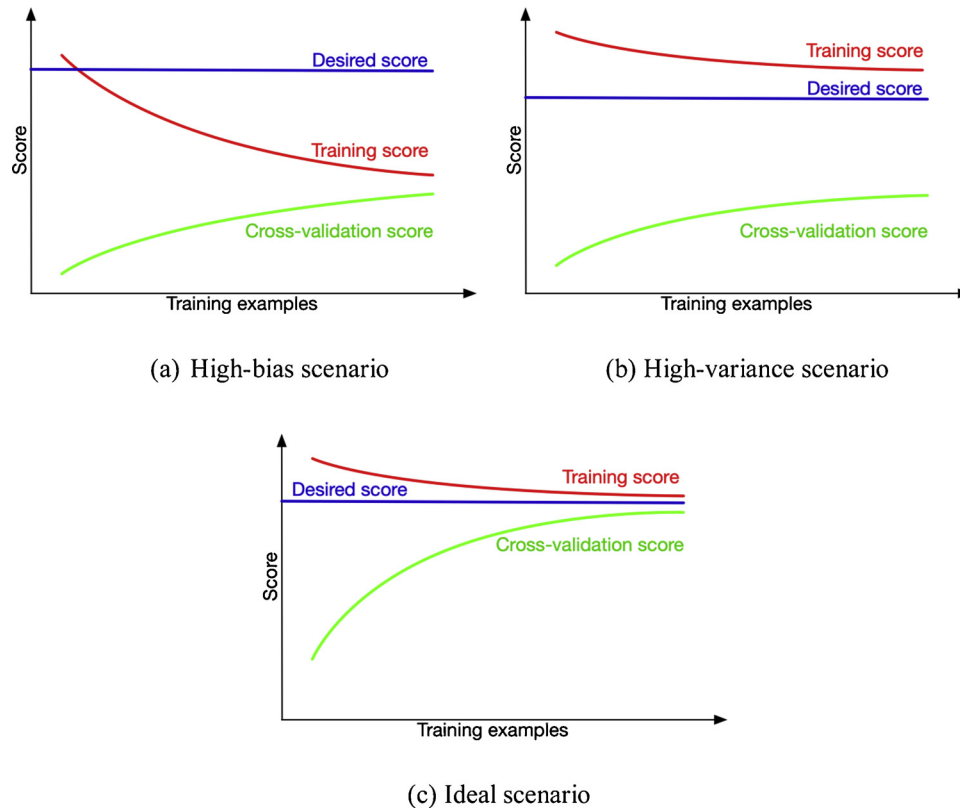 Desired score
Training score
Cross-validation score
Score
Training examples
(a) High-bias scenario
Training score
Desired score
Cross-validation score
Score
Training examples
(b) High-variance scenario
Training score
Desired score
Cross-validation score
Score
Training examples
(c) Ideal scenario